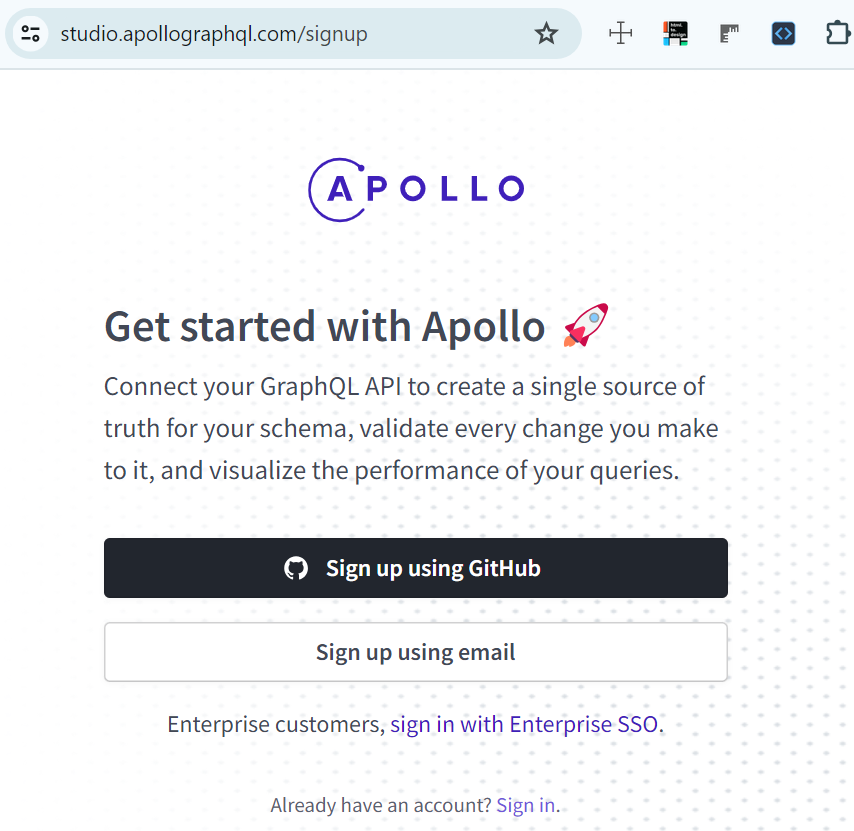 studio.apollographql.com/signup
APOLLO
Get started with Apollo 🚀
Connect your GraphQL API to create a single source of
truth for your schema, validate every change you make
to it, and visualize the performance of your queries.
Sign up using GitHub
Sign up using email
Enterprise customers, sign in with Enterprise SSO.
Already have an account? Sign in.